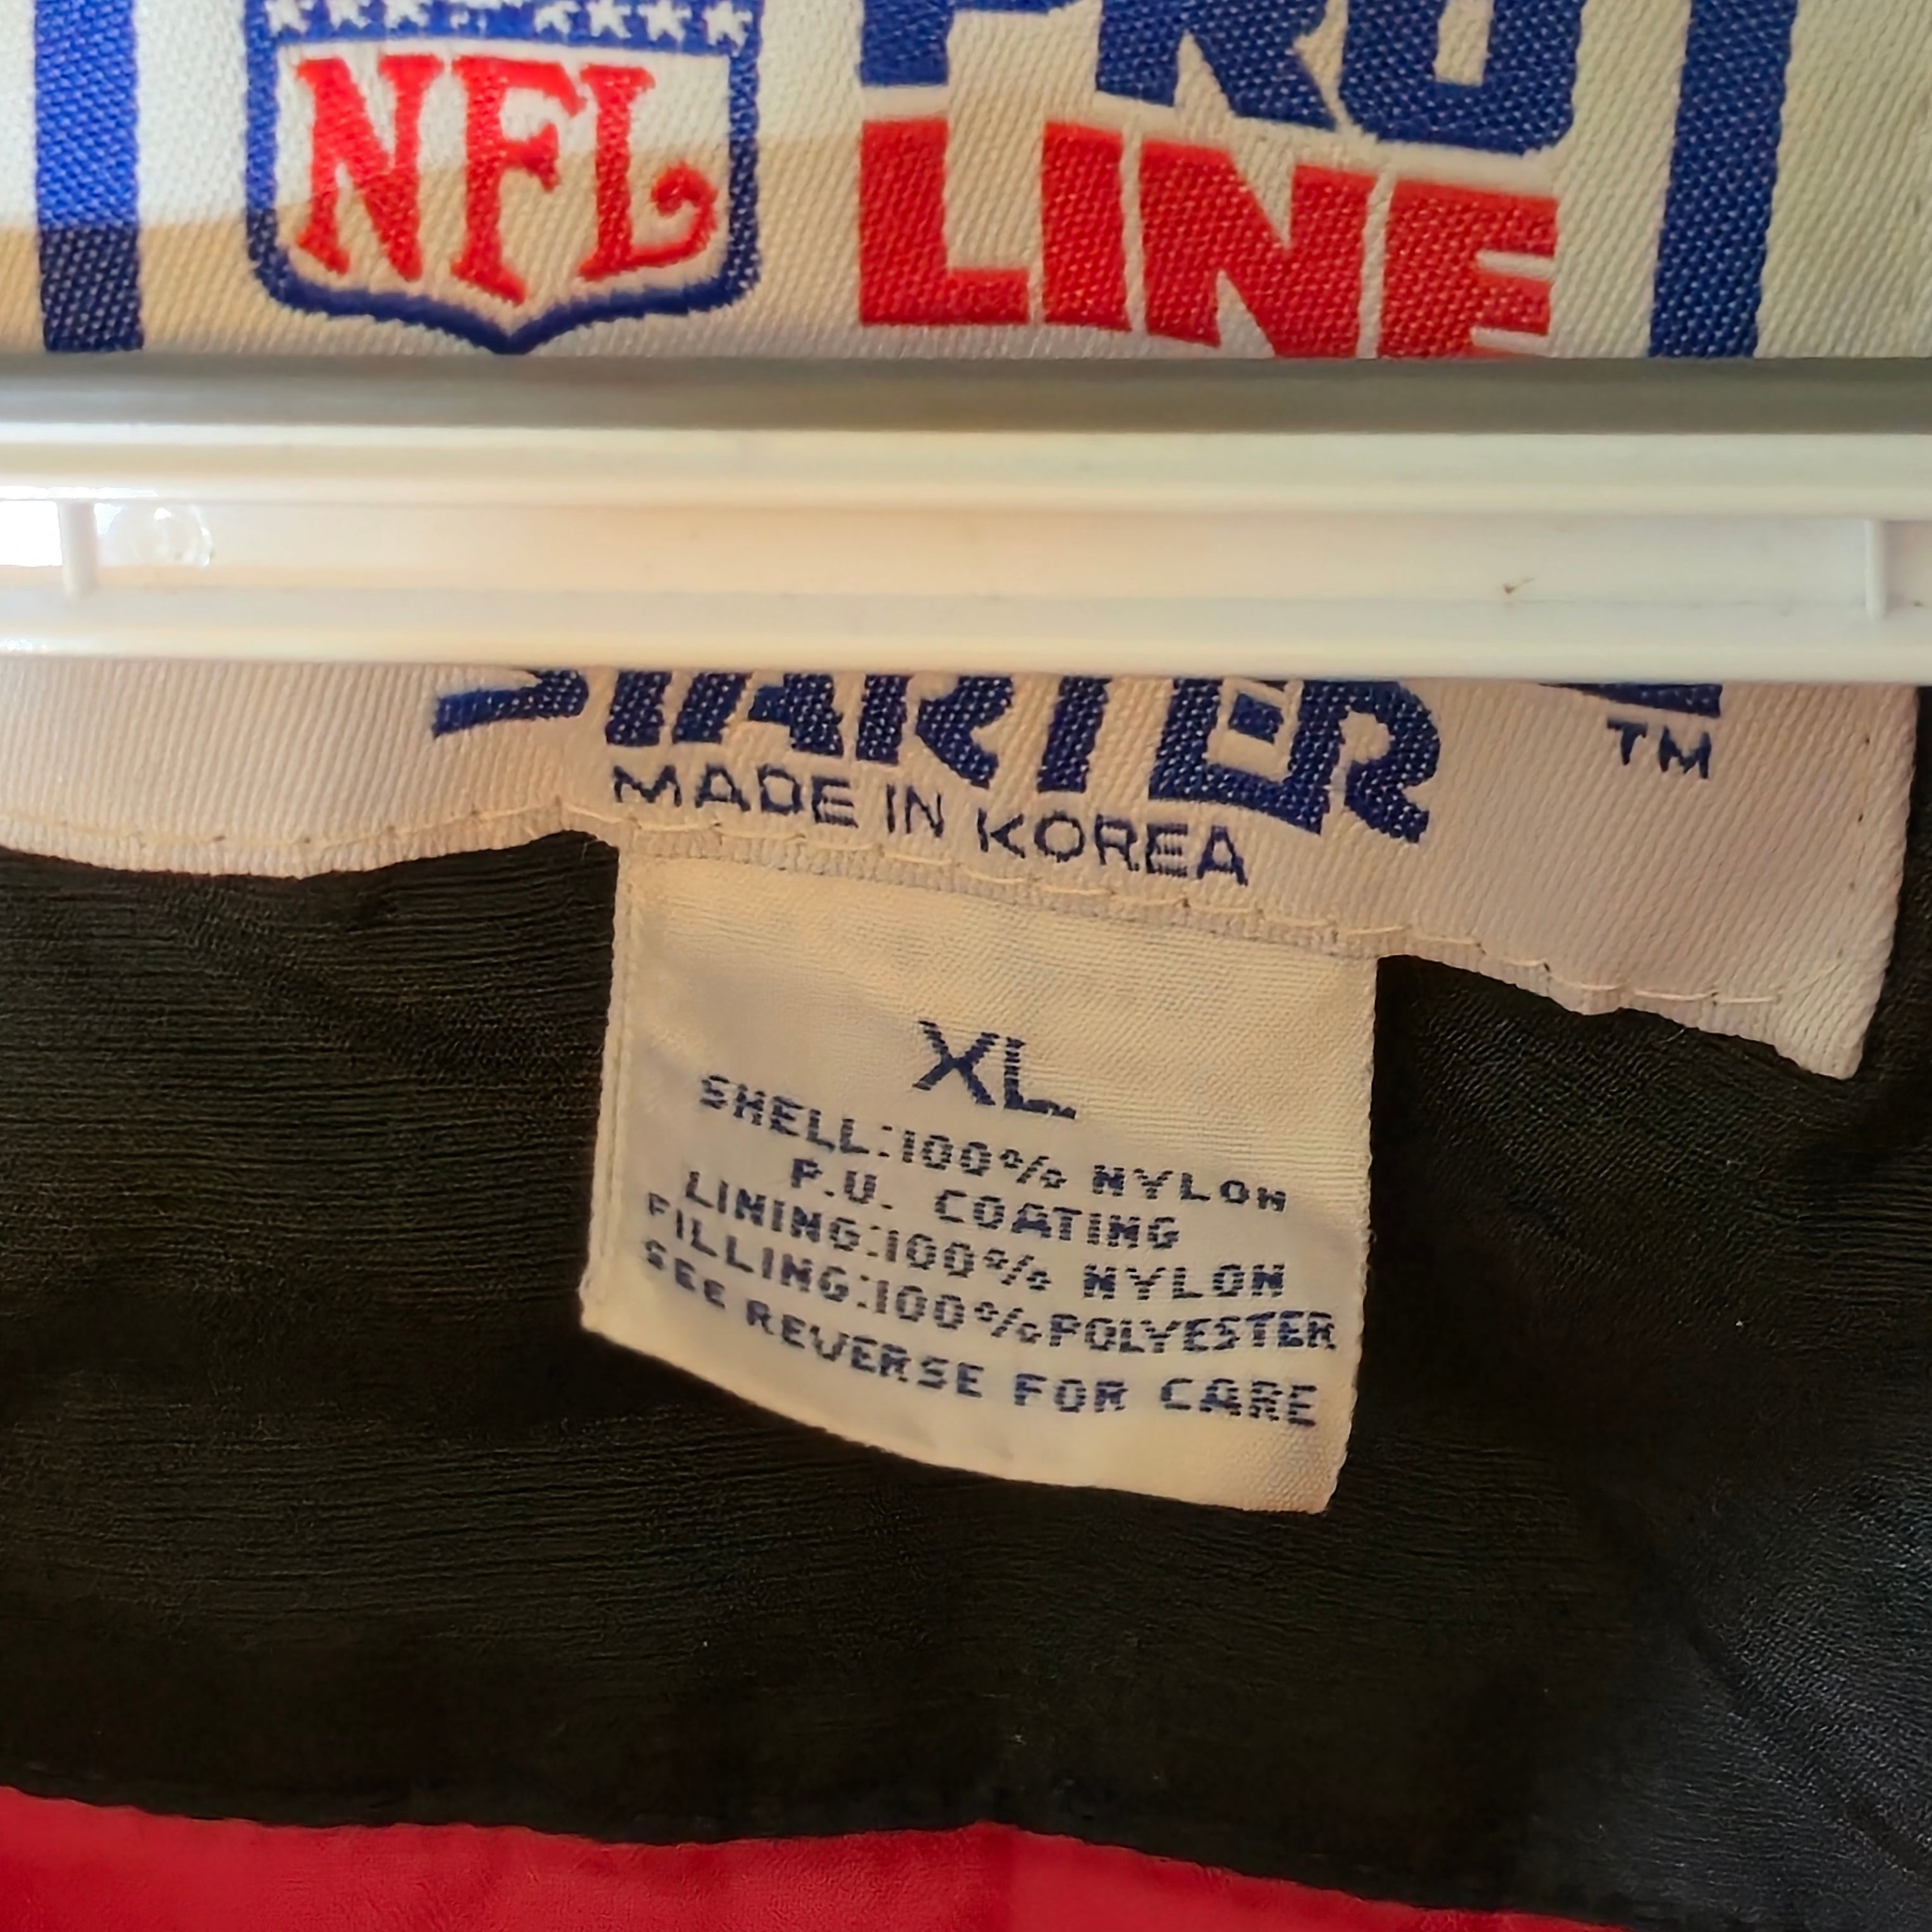 NFL
PRO
LINE
STARTER
TM
MADE IN KOREA
XL
SHELL:100% NYLON
P.U. COATING
LINING:100% NYLON
FILLING:100% POLYESTER
SEE REVERSE FOR CARE